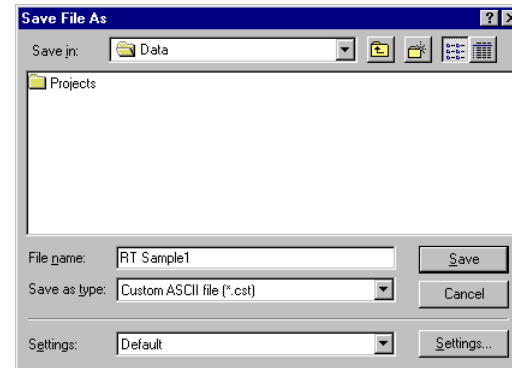 Save File As
Save in: Data
Projects
File name: RT Sample1 Save
Save as type: Custom ASCII file (*.cst) Cancel
Settings: Default Settings...